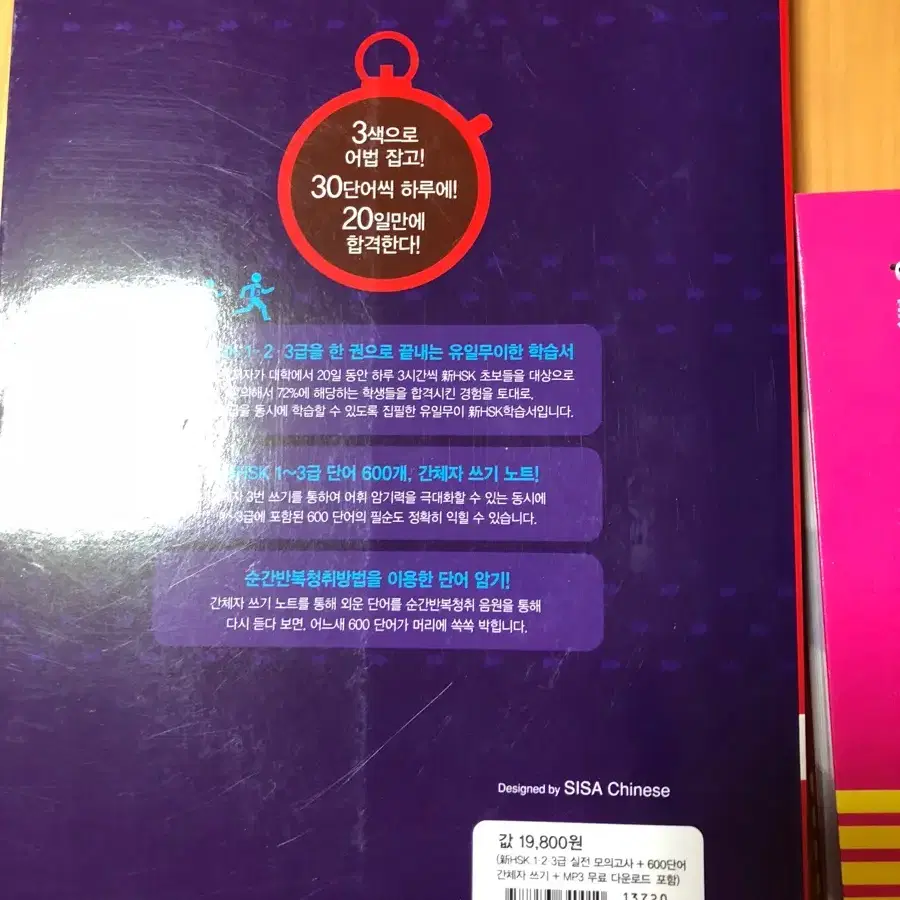 3색으로
어법 잡고!
30단어씩 하루에!
20일만에
합격한다!
1·2·3급을 한 권으로 끝내는 유일무이한 학습서
대학에서 20일 동안 하루 3시간씩 新HSK 초보들을 대상으로
72%에 해당하는 학생들을 합격시킨 경험을 토대로,
동시에 학습할 수 있도록 집필한 유일무이 新HSK학습서입니다.
HSK 1~3급 단어 600개, 간체자 쓰기 노트!
3번 쓰기를 통하여 어휘 암기력을 극대화할 수 있는 동시에
3급에 포함된 600 단어의 필순도 정확히 익힐 수 있습니다.
순간반복청취방법을 이용한 단어 암기!
간체자 쓰기 노트를 통해 외운 단어를 순간반복청취 음원을 통해
다시 듣다 보면, 어느새 600 단어가 머리에 쏙쏙 박힙니다.
Designed by SISA Chinese
값 19,800원
(新HSK 1·2·3급 실전 모의고사 + 600단어
간체자 쓰기 + MP3 무료 다운로드 포함)
13720